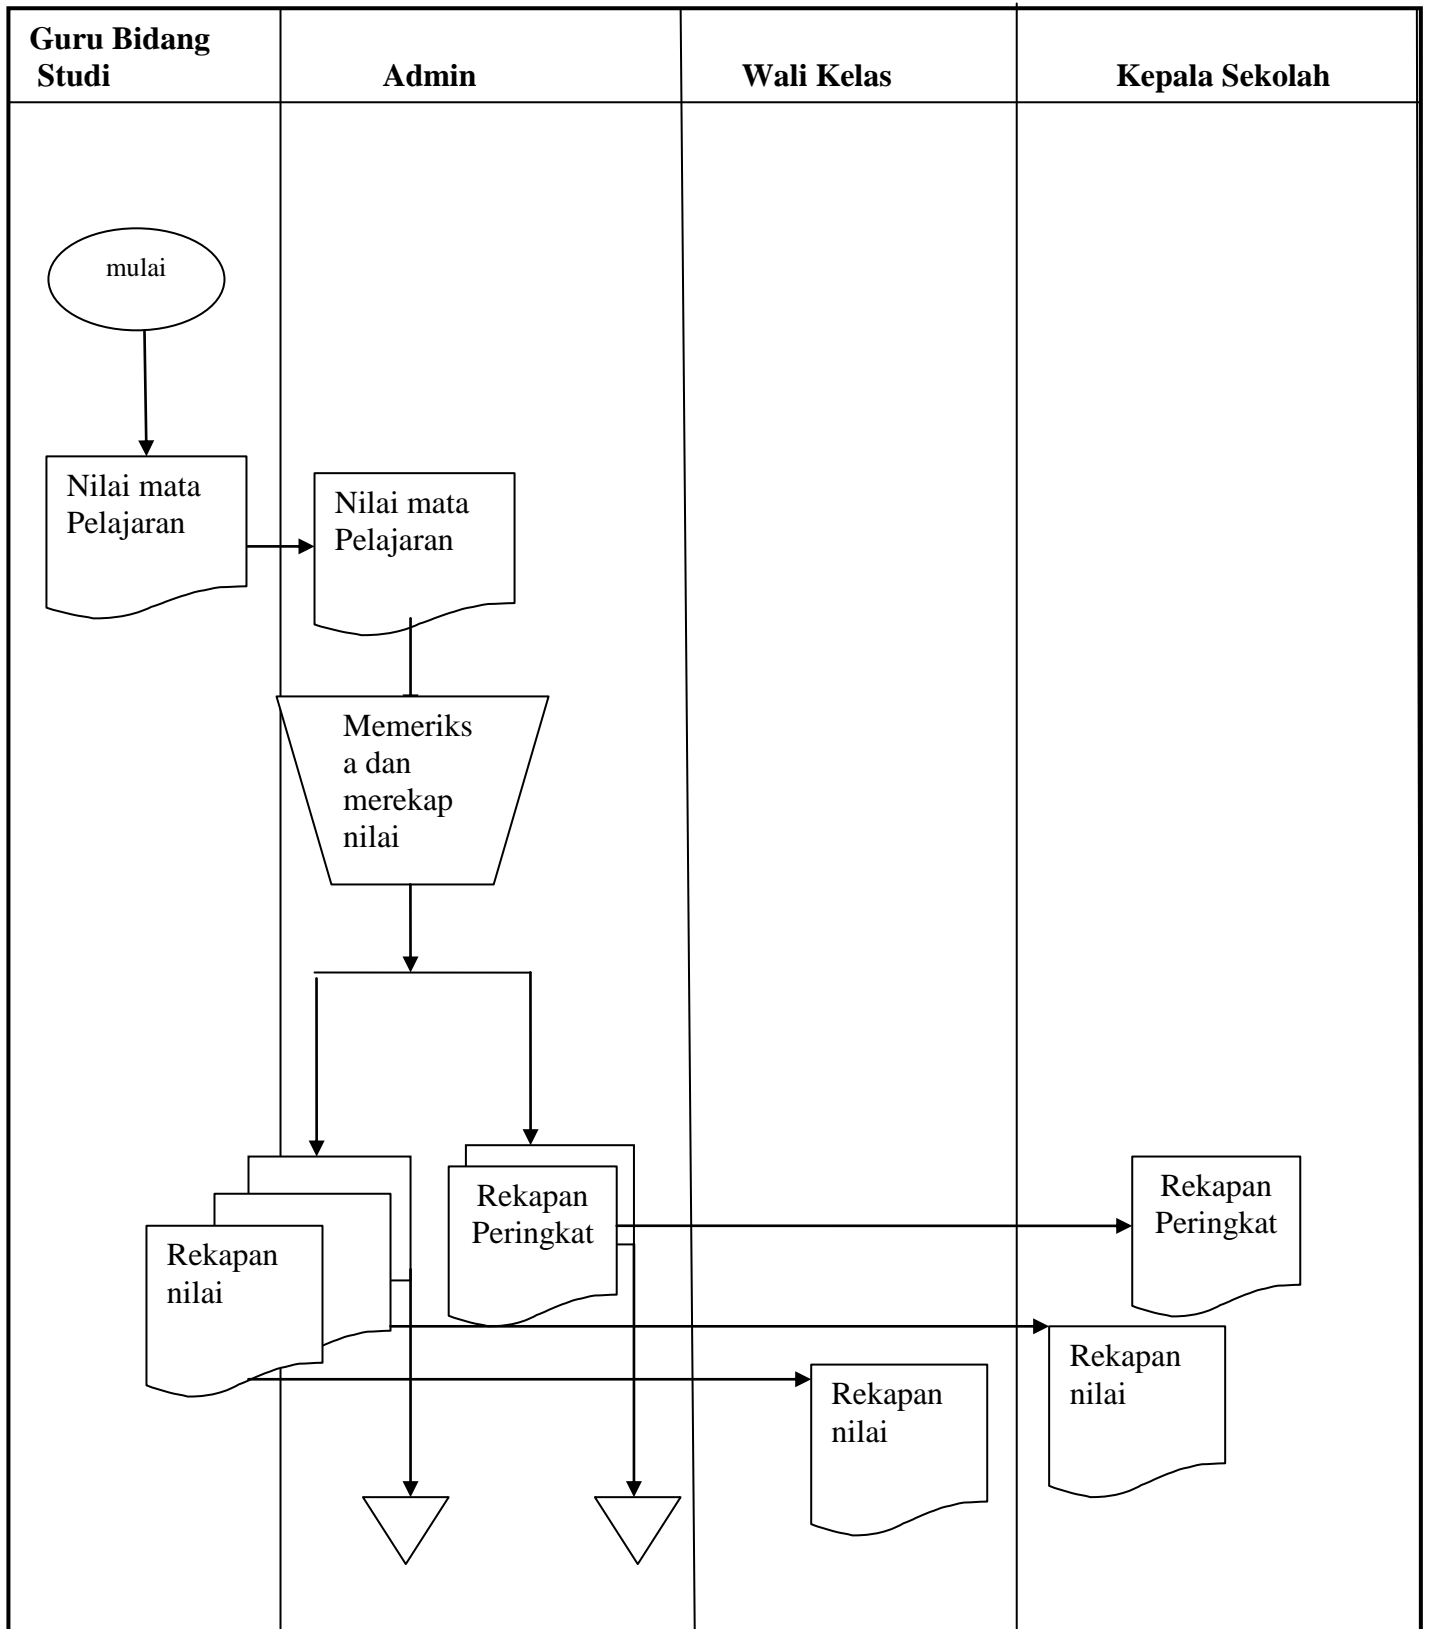 Guru Bidang
Studi
Admin
Wali Kelas
Kepala Sekolah
mulai
Nilai mata
Pelajaran
Nilai mata
Pelajaran
Memeriks
a dan
merekap
nilai
Rekapan
nilai
Rekapan
Peringkat
Rekapan
Peringkat
Rekapan
nilai
Rekapan
nilai